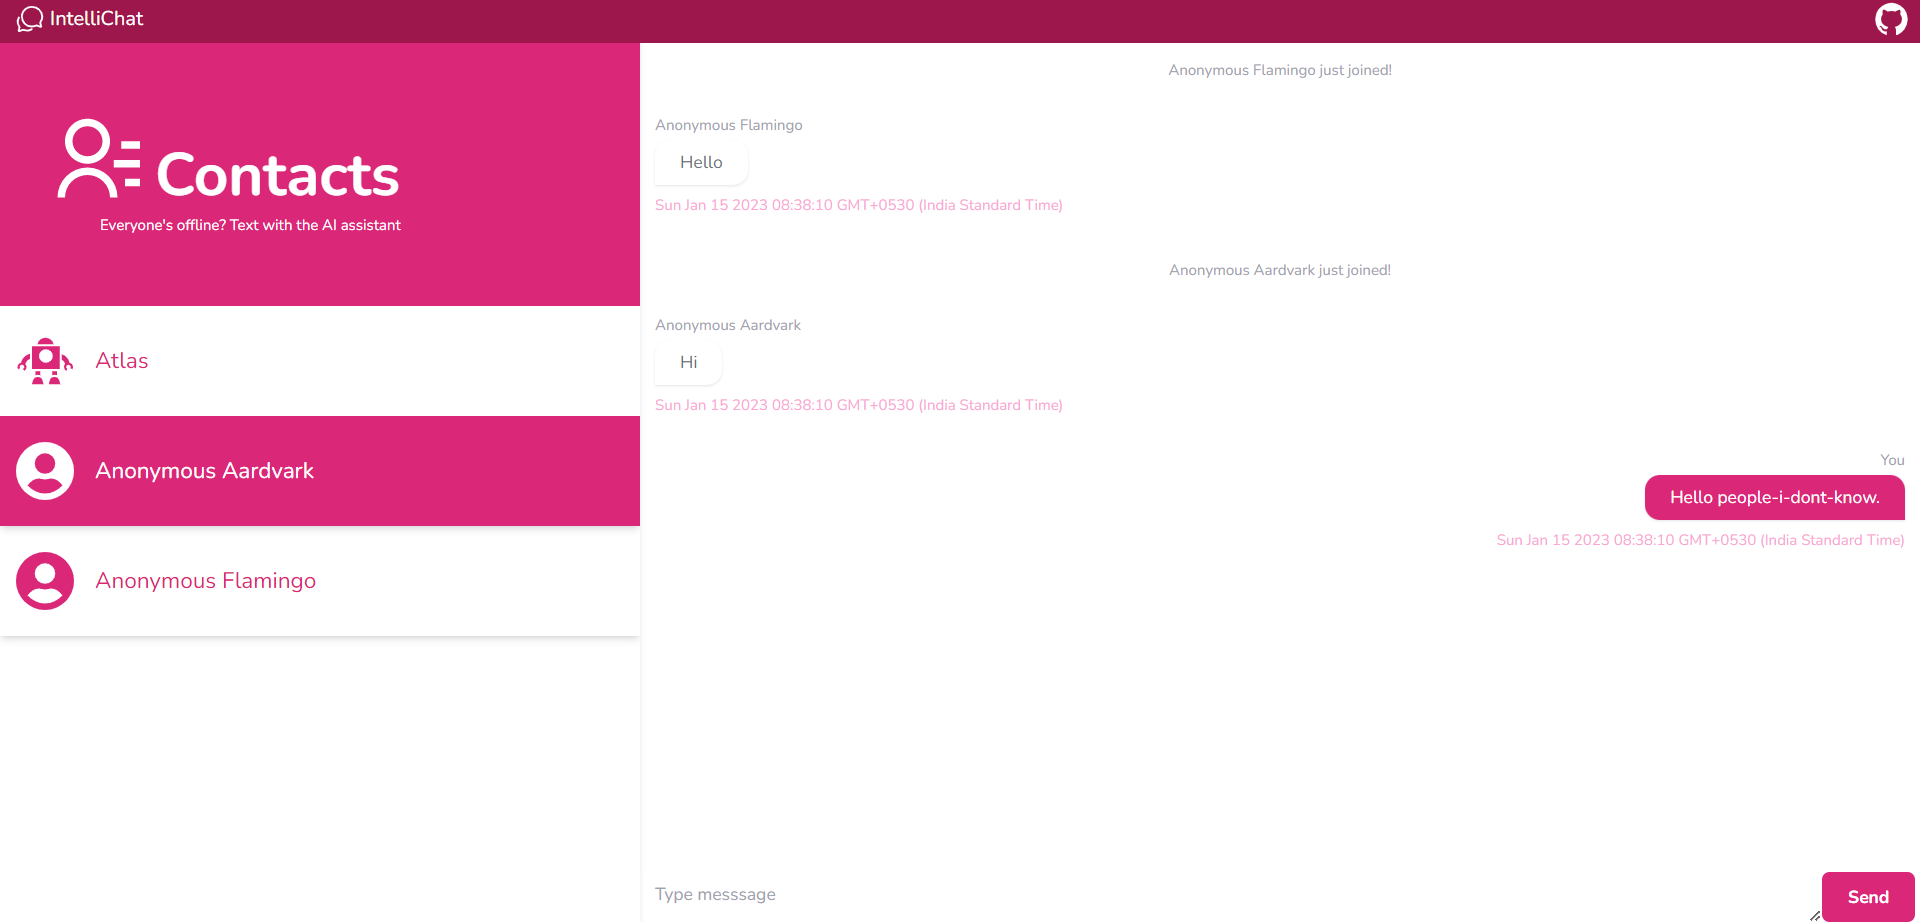 IntelliChat
Contacts
Everyone's offline? Text with the AI assistant
Atlas
Anonymous Aardvark
Anonymous Flamingo
Anonymous Flamingo just joined!
Anonymous Flamingo
Hello
Sun Jan 15 2023 08:38:10 GMT+0530 (India Standard Time)
Anonymous Aardvark just joined!
Anonymous Aardvark
Hi
Sun Jan 15 2023 08:38:10 GMT+0530 (India Standard Time)
You
Hello people-i-dont-know.
Sun Jan 15 2023 08:38:10 GMT+0530 (India Standard Time)
Type messsage
Send